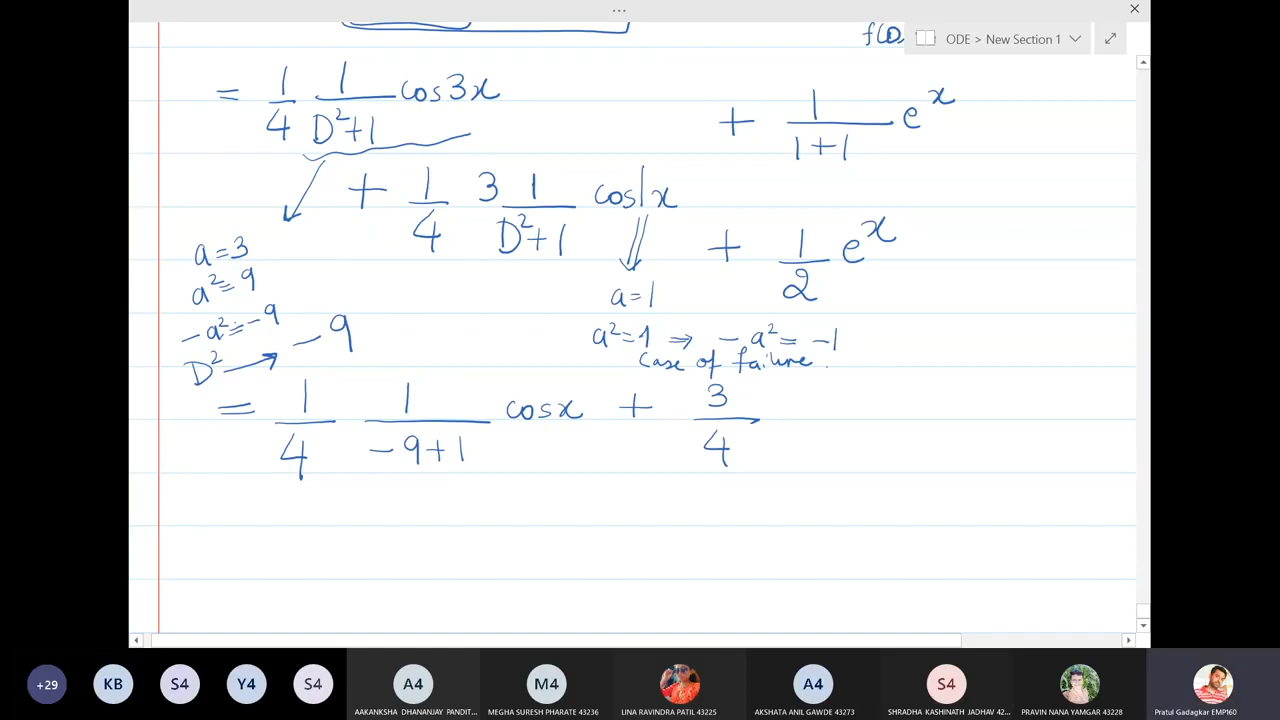 ...
f(D
ODE > New Section 1
= 1/4 1/(D²+1) cos3x
+ 1/(1+1) eˣ
+ 1/4 3 1/(D²+1) cos1x
+ 1/2 eˣ
a=3
a²=9
-a²=-9
D² → -9
a=1
a²=1 ⇒ -a² = -1
Case of failure.
= 1/4 1/(-9+1) cosx + 3/4
+29
KB
S4
Y4
S4
A4
M4
A4
S4
AAKANKSHA DHANANJAY PANDIT...
MEGHA SURESH PHARATE 43236
LINA RAVINDRA PATIL 43225
AKSHATA ANIL GAWDE 43273
SHRADHA KASHINATH JADHAV 42...
PRAVIN NANA YAMGAR 43228
Pratul Gadagkar EMP160